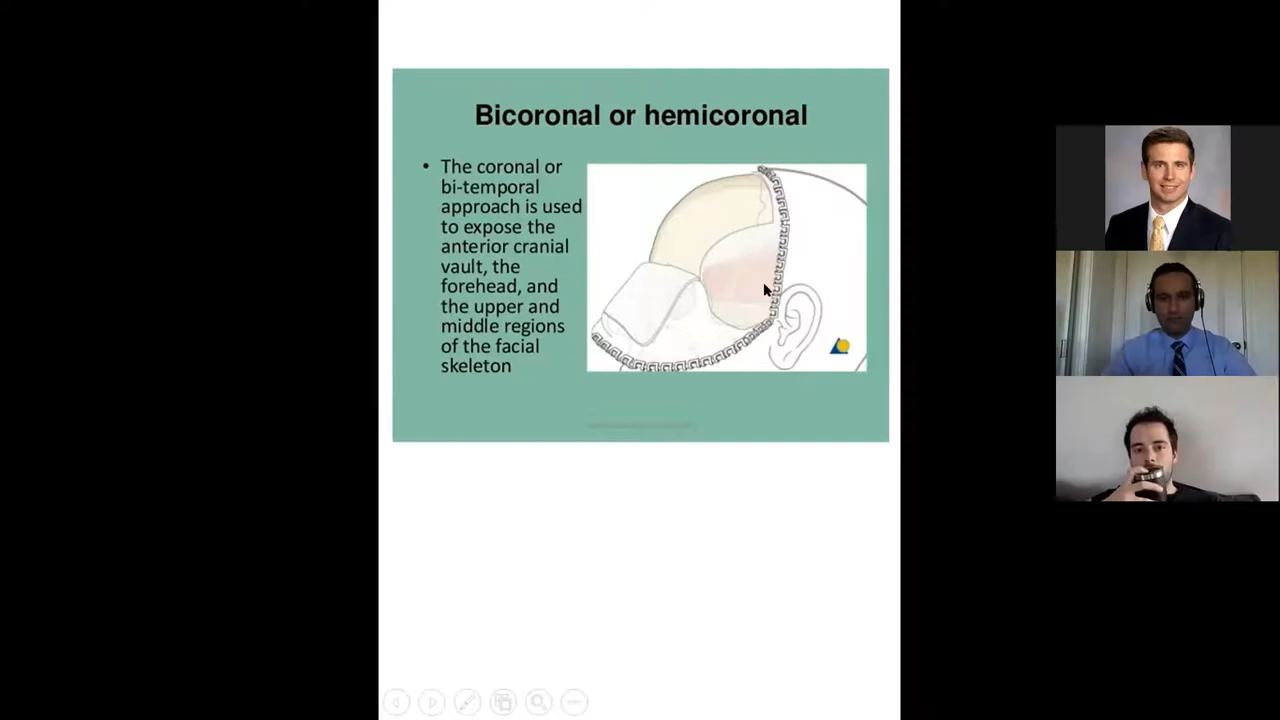 Bicoronal or hemicoronal
• The coronal or
bi-temporal
approach is used
to expose the
anterior cranial
vault, the
forehead, and
the upper and
middle regions
of the facial
skeleton